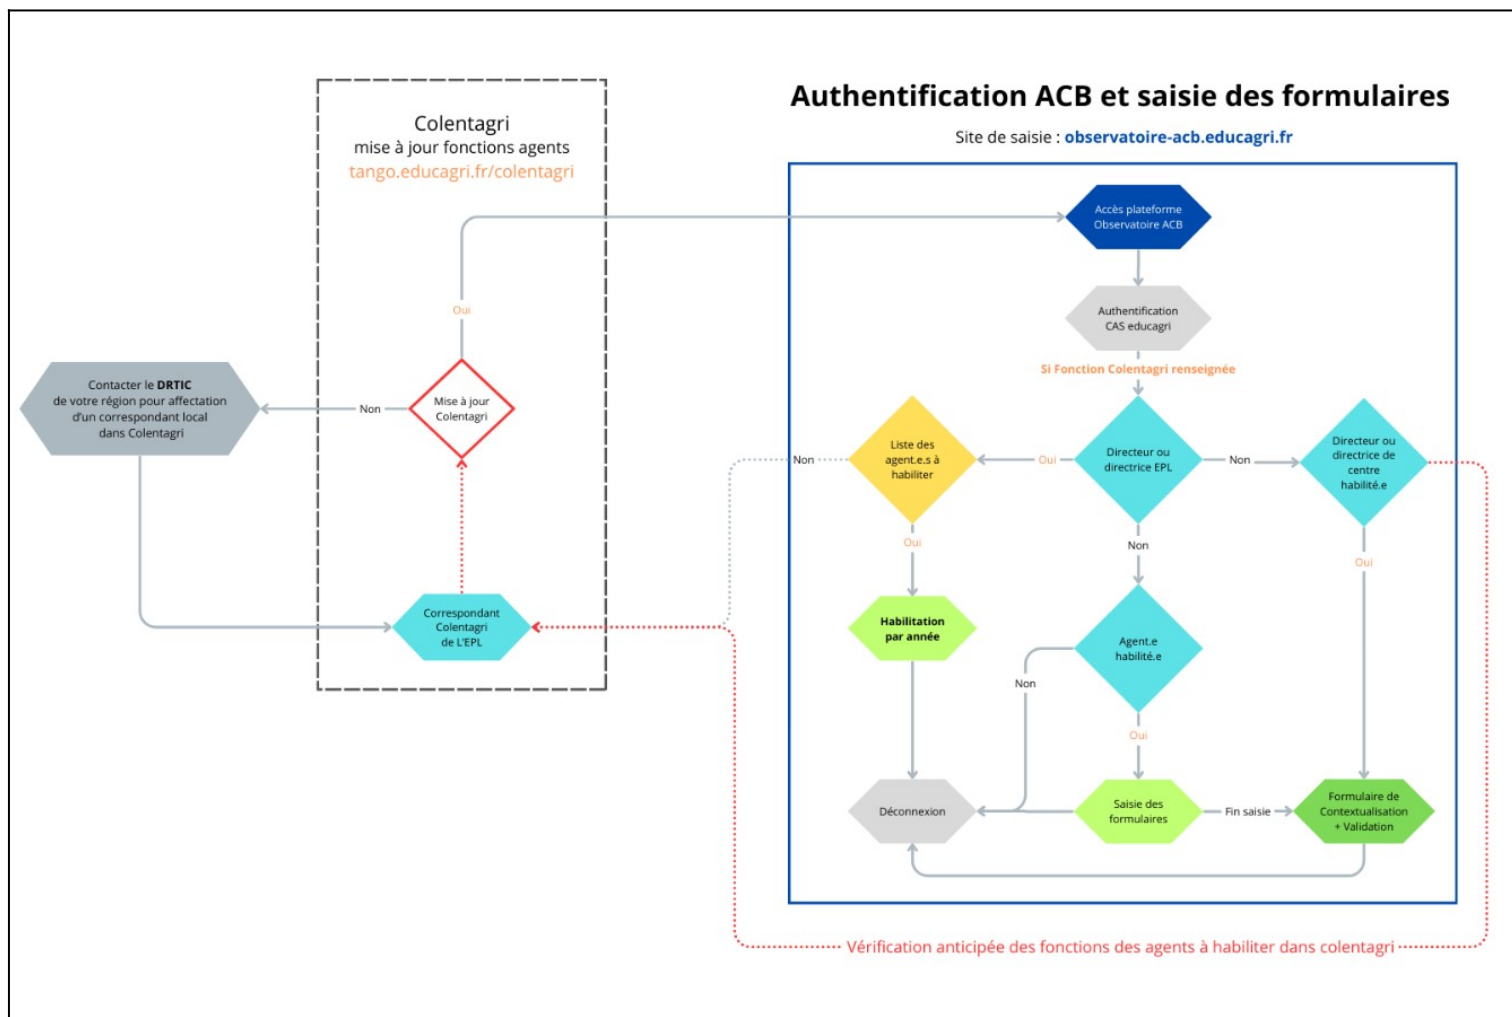 Authentification ACB et saisie des formulaires
Site de saisie : observatoire-acb.educagri.fr
Colentagri
mise à jour fonctions agents
tango.educagri.fr/colentagri
Oui
Mise à jour
Colentagri
Non
Contacter le DRTIC
de votre région pour affectation
d'un correspondant local
dans Colentagri
Correspondant
Colentagri
de L'EPL
Accès plateforme
Observatoire ACB
Authentification
CAS educagri
Si Fonction Colentagri renseignée
Directeur ou
directrice EPL
Oui
Liste des
agent.e.s à
habiliter
Non
Oui
Habilitation
par année
Non
Directeur ou
directrice de
centre
habilité.e
Oui
Non
Agent.e
habilité.e
Non
Oui
Déconnexion
Saisie des
formulaires
Fin saisie
Formulaire de
Contextualisation
+ Validation
Vérification anticipée des fonctions des agents à habiliter dans colentagri